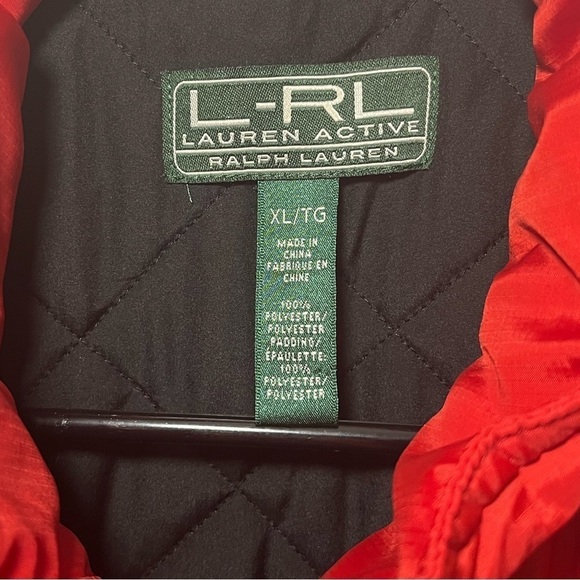 L-RL
LAUREN ACTIVE
RALPH LAUREN
XL/TG
MADE IN
CHINA
FABRIQUE EN
CHINE
100%
POLYESTER/
POLYESTER
PADDING/
ÉPAULETTE:
100%
POLYESTER/
POLYESTER